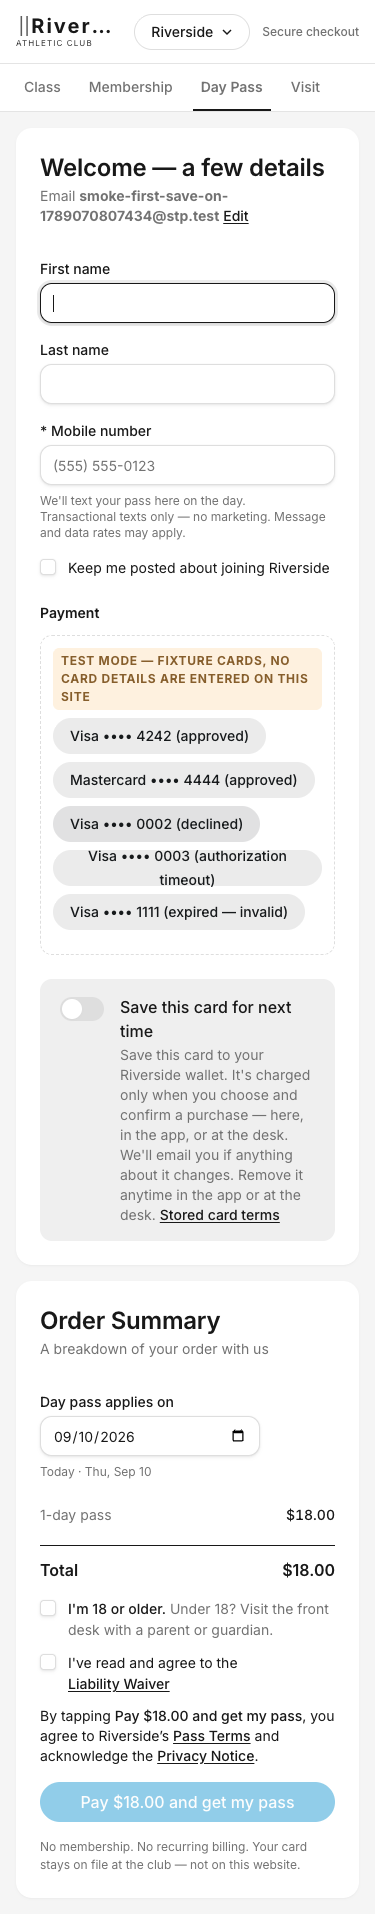 River...
ATHLETIC CLUB
Riverside
Secure checkout
Class
Membership
Day Pass
Visit
Welcome — a few details
Email smoke-first-save-on-
1789070807434@stp.test Edit
First name
Last name
* Mobile number
(555) 555-0123
We'll text your pass here on the day.
Transactional texts only — no marketing. Message
and data rates may apply.
Keep me posted about joining Riverside
Payment
TEST MODE — FIXTURE CARDS, NO
CARD DETAILS ARE ENTERED ON THIS
SITE
Visa •••• 4242 (approved)
Mastercard •••• 4444 (approved)
Visa •••• 0002 (declined)
Visa •••• 0003 (authorization
timeout)
Visa •••• 1111 (expired — invalid)
Save this card for next
time
Save this card to your
Riverside wallet. It's charged
only when you choose and
confirm a purchase — here,
in the app, or at the desk.
We'll email you if anything
about it changes. Remove it
anytime in the app or at the
desk. Stored card terms
Order Summary
A breakdown of your order with us
Day pass applies on
09/10/2026
Today · Thu, Sep 10
1-day pass
$18.00
Total
$18.00
I'm 18 or older. Under 18? Visit the front
desk with a parent or guardian.
I've read and agree to the
Liability Waiver
By tapping Pay $18.00 and get my pass, you
agree to Riverside’s Pass Terms and
acknowledge the Privacy Notice.
Pay $18.00 and get my pass
No membership. No recurring billing. Your card
stays on file at the club — not on this website.